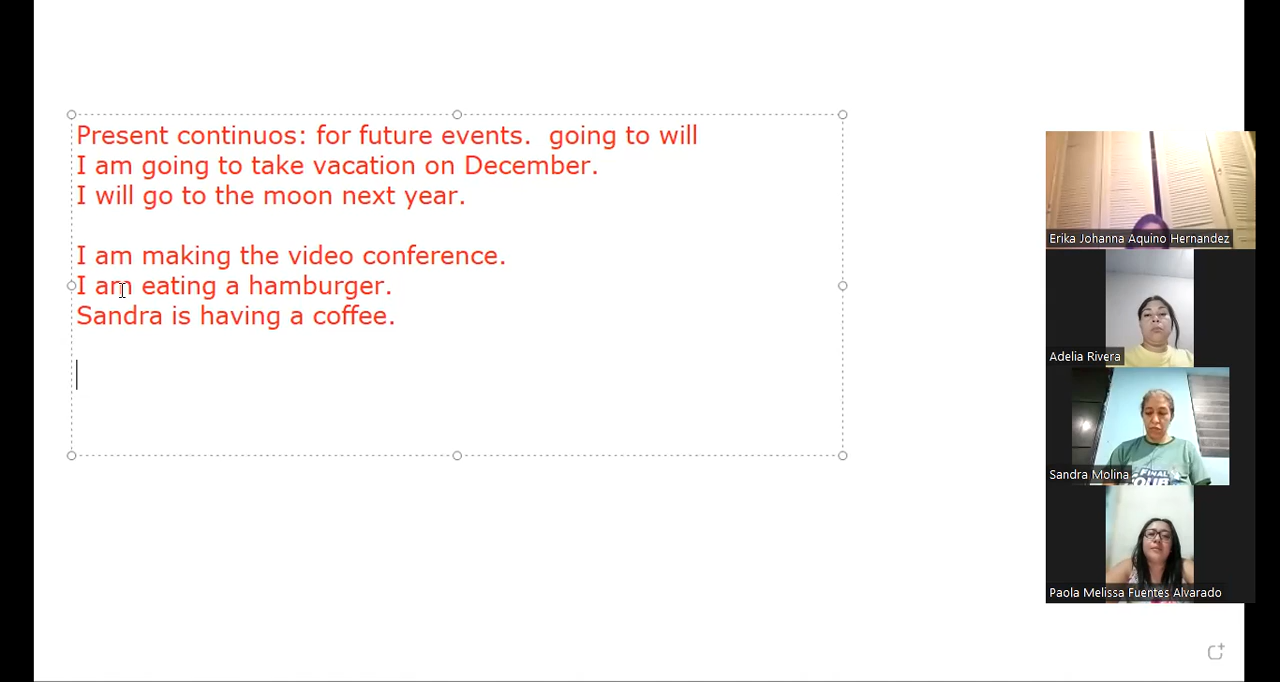 Present continuos: for future events.  going to will
I am going to take vacation on December.
I will go to the moon next year.
I am making the video conference.
I am eating a hamburger.
Sandra is having a coffee.
Erika Johanna Aquino Hernandez
Adelia Rivera
Sandra Molina
FINAL
FOUR
Paola Melissa Fuentes Alvarado